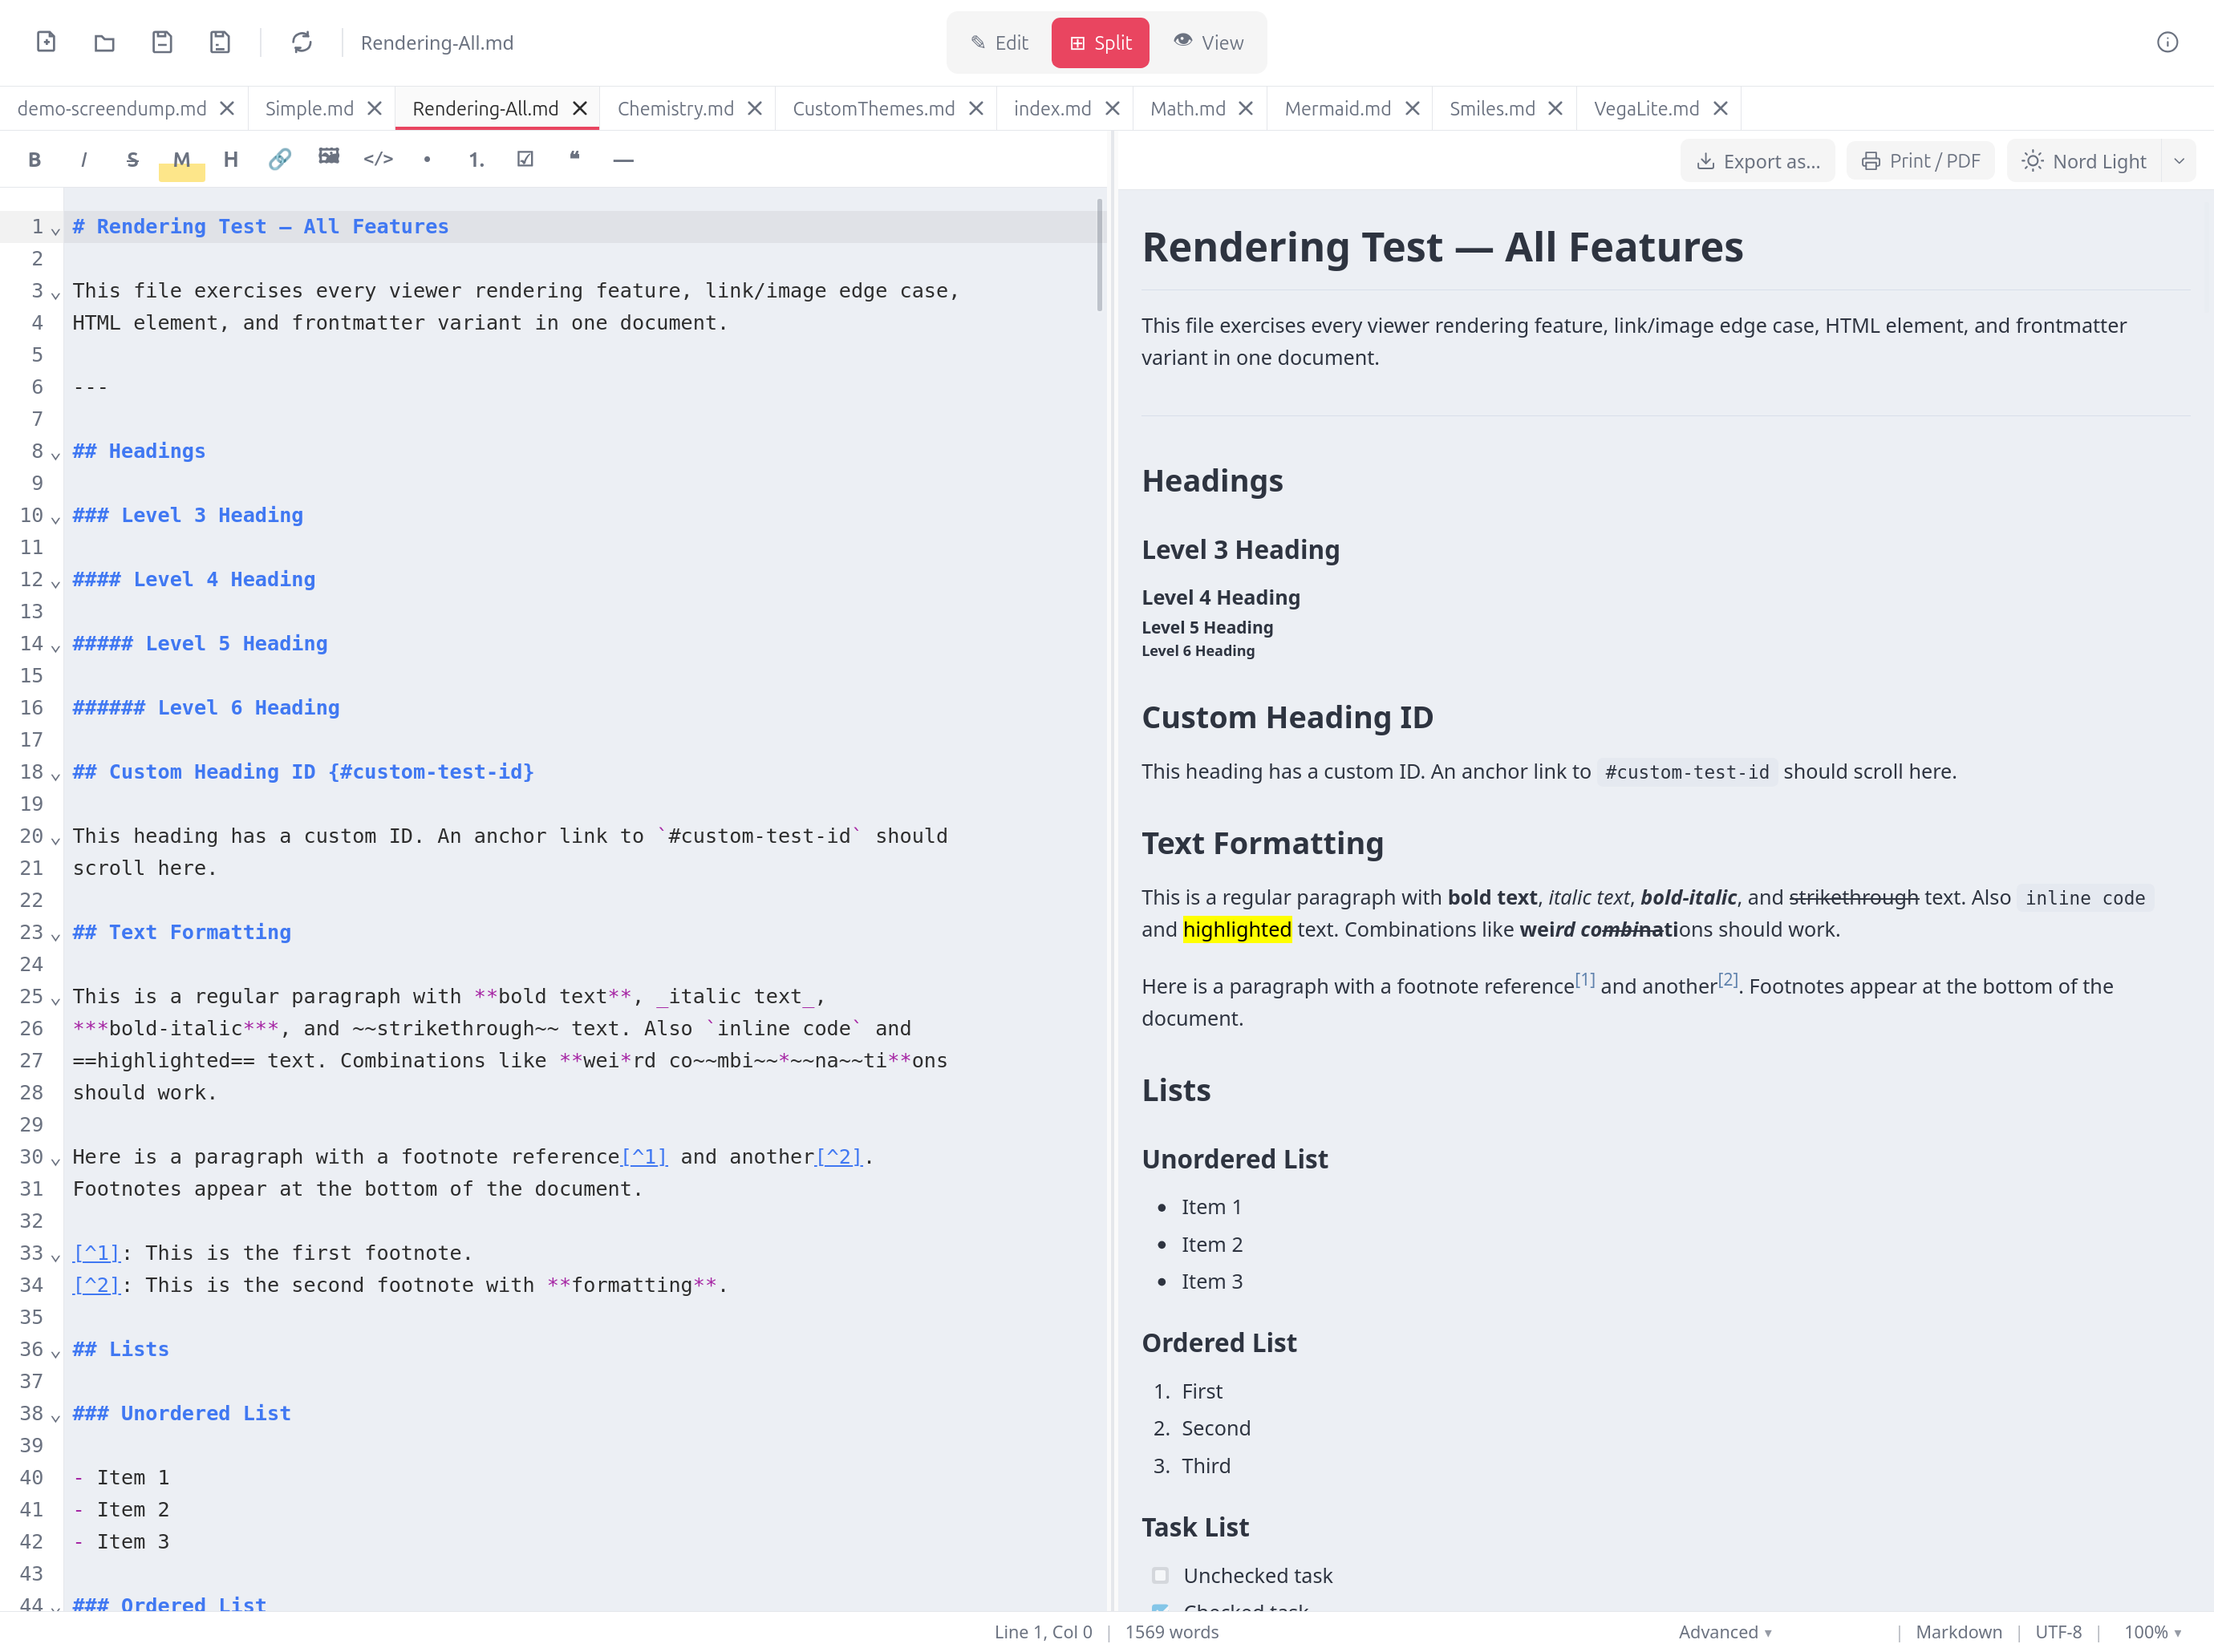 Rendering-All.md
Edit Split View
demo-screendump.md Simple.md Rendering-All.md Chemistry.md CustomThemes.md index.md Math.md Mermaid.md Smiles.md VegaLite.md
B I S M H </> • 1. ☑ ❝ —
Export as... Print / PDF Nord Light
1 # Rendering Test — All Features
2
3 This file exercises every viewer rendering feature, link/image edge case,
4 HTML element, and frontmatter variant in one document.
5
6 ---
7
8 ## Headings
9
10 ### Level 3 Heading
11
12 #### Level 4 Heading
13
14 ##### Level 5 Heading
15
16 ###### Level 6 Heading
17
18 ## Custom Heading ID {#custom-test-id}
19
20 This heading has a custom ID. An anchor link to `#custom-test-id` should
21 scroll here.
22
23 ## Text Formatting
24
25 This is a regular paragraph with **bold text**, _italic text_,
26 ***bold-italic***, and ~~strikethrough~~ text. Also `inline code` and
27 ==highlighted== text. Combinations like **wei*rd co~~mbi~~*~~na~~ti**ons
28 should work.
29
30 Here is a paragraph with a footnote reference[^1] and another[^2].
31 Footnotes appear at the bottom of the document.
32
33 [^1]: This is the first footnote.
34 [^2]: This is the second footnote with **formatting**.
35
36 ## Lists
37
38 ### Unordered List
39
40 - Item 1
41 - Item 2
42 - Item 3
43
44 ### Ordered List
Rendering Test — All Features
This file exercises every viewer rendering feature, link/image edge case, HTML element, and frontmatter
variant in one document.
Headings
Level 3 Heading
Level 4 Heading
Level 5 Heading
Level 6 Heading
Custom Heading ID
This heading has a custom ID. An anchor link to #custom-test-id should scroll here.
Text Formatting
This is a regular paragraph with bold text, italic text, bold-italic, and strikethrough text. Also inline code
and highlighted text. Combinations like weird combinations should work.
Here is a paragraph with a footnote reference[1] and another[2]. Footnotes appear at the bottom of the
document.
Lists
Unordered List
• Item 1
• Item 2
• Item 3
Ordered List
1. First
2. Second
3. Third
Task List
Unchecked task
Checked task
Line 1, Col 0 | 1569 words
Advanced | Markdown | UTF-8 | 100%